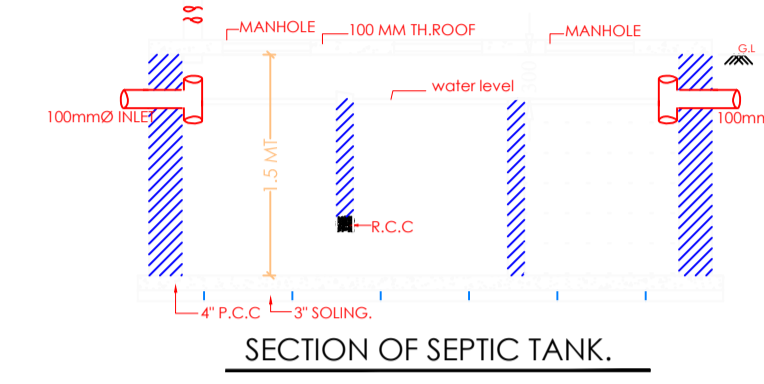 MANHOLE
100 MM TH.ROOF
MANHOLE
G.L
water level
100mmØ INLET
100mm
1.5 MT
R.C.C
4" P.C.C
3" SOLING.
SECTION OF SEPTIC TANK.